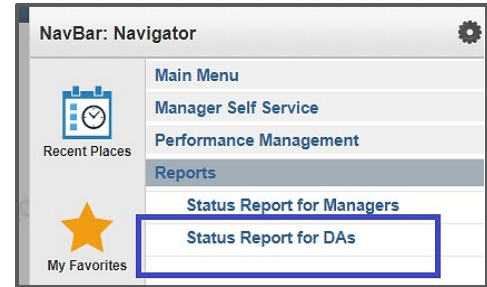 NavBar: Navigator
Main Menu
Manager Self Service
Recent Places
Performance Management
Reports
Status Report for Managers
Status Report for DAs
My Favorites